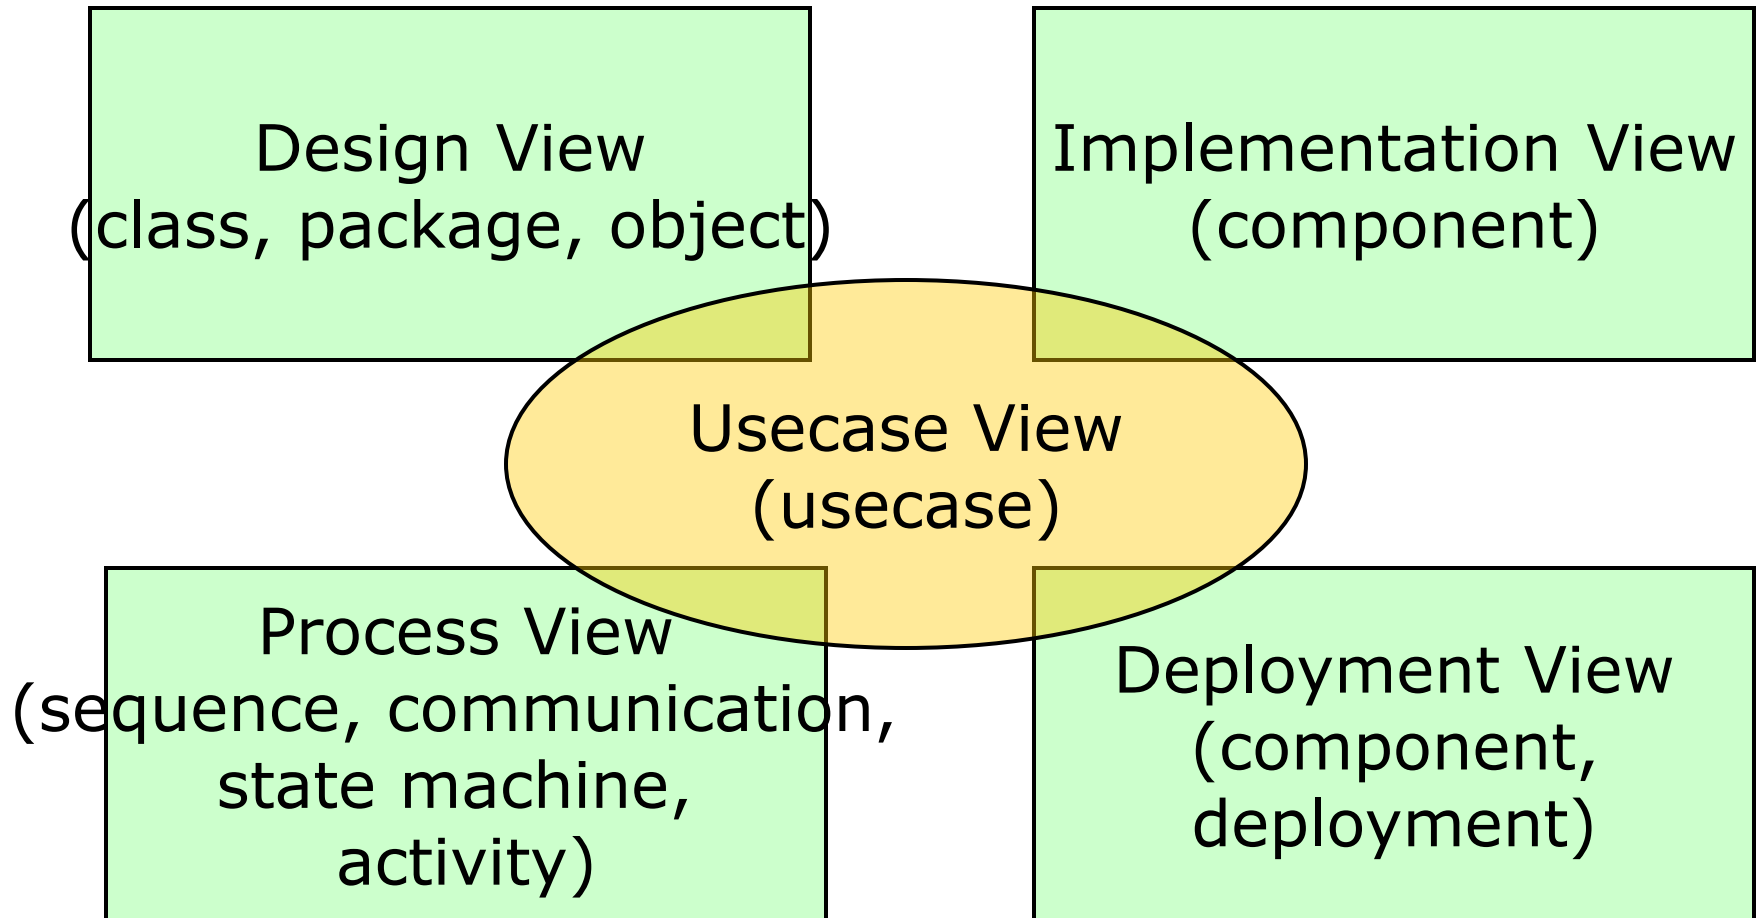 Design View
(class, package, object)
Implementation View
(component)
Usecase View
(usecase)
Process View
(sequence, communication,
state machine,
activity)
Deployment View
(component,
deployment)